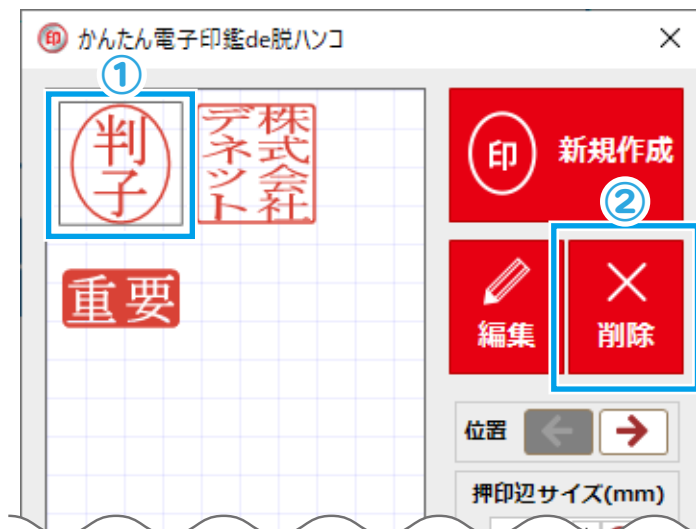 印 かんたん電子印鑑de脱ハンコ
①
判子
株式会社
デネット
重要
印 新規作成
②
編集
削除
位置
押印辺サイズ(mm)